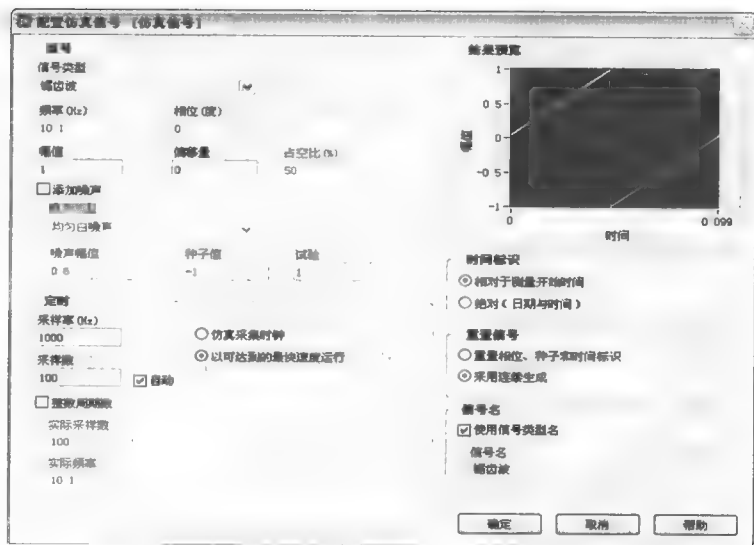 配置仿真信号 [仿真信号]
信号
信号类型
锯齿波
频率(Hz)
相位(度)
10 1
0
幅值
偏移量
占空比(%)
1
0
50
添加噪声
均匀白噪声
噪声幅值
种子值
试验
0 6
-1
1
定时
采样率(Hz)
1000
仿真采集时钟
以可达到的最快速度运行
采样数
100
自动
整数周期数
实际采样数
100
实际频率
10 1
结果预览
幅值
1
0 5
0
-0 5
-1
0
0 099
时间
时间标识
相对于测量开始时间
绝对(日期与时间)
重置信号
重置相位、种子和时间标识
采用连续生成
信号名
使用信号类型名
信号名
锯齿波
确定
取消
帮助